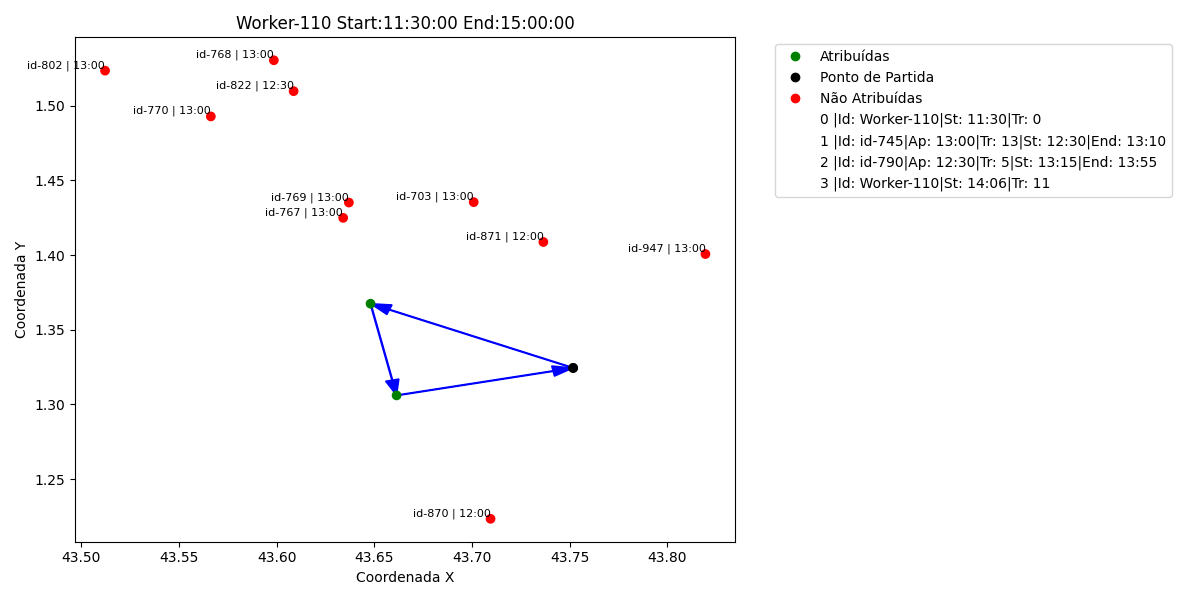 Worker-110 Start:11:30:00 End:15:00:00
id-802 | 13:00
id-768 | 13:00
id-822 | 12:30
id-770 | 13:00
id-769 | 13:00
id-767 | 13:00
id-703 | 13:00
id-871 | 12:00
id-947 | 13:00
id-870 | 12:00
1.50
1.45
1.40
1.35
1.30
1.25
Coordenada Y
43.50 43.55 43.60 43.65 43.70 43.75 43.80
Coordenada X
Atribuídas
Ponto de Partida
Não Atribuídas
0 |Id: Worker-110|St: 11:30|Tr: 0
1 |Id: id-745|Ap: 13:00|Tr: 13|St: 12:30|End: 13:10
2 |Id: id-790|Ap: 12:30|Tr: 5|St: 13:15|End: 13:55
3 |Id: Worker-110|St: 14:06|Tr: 11